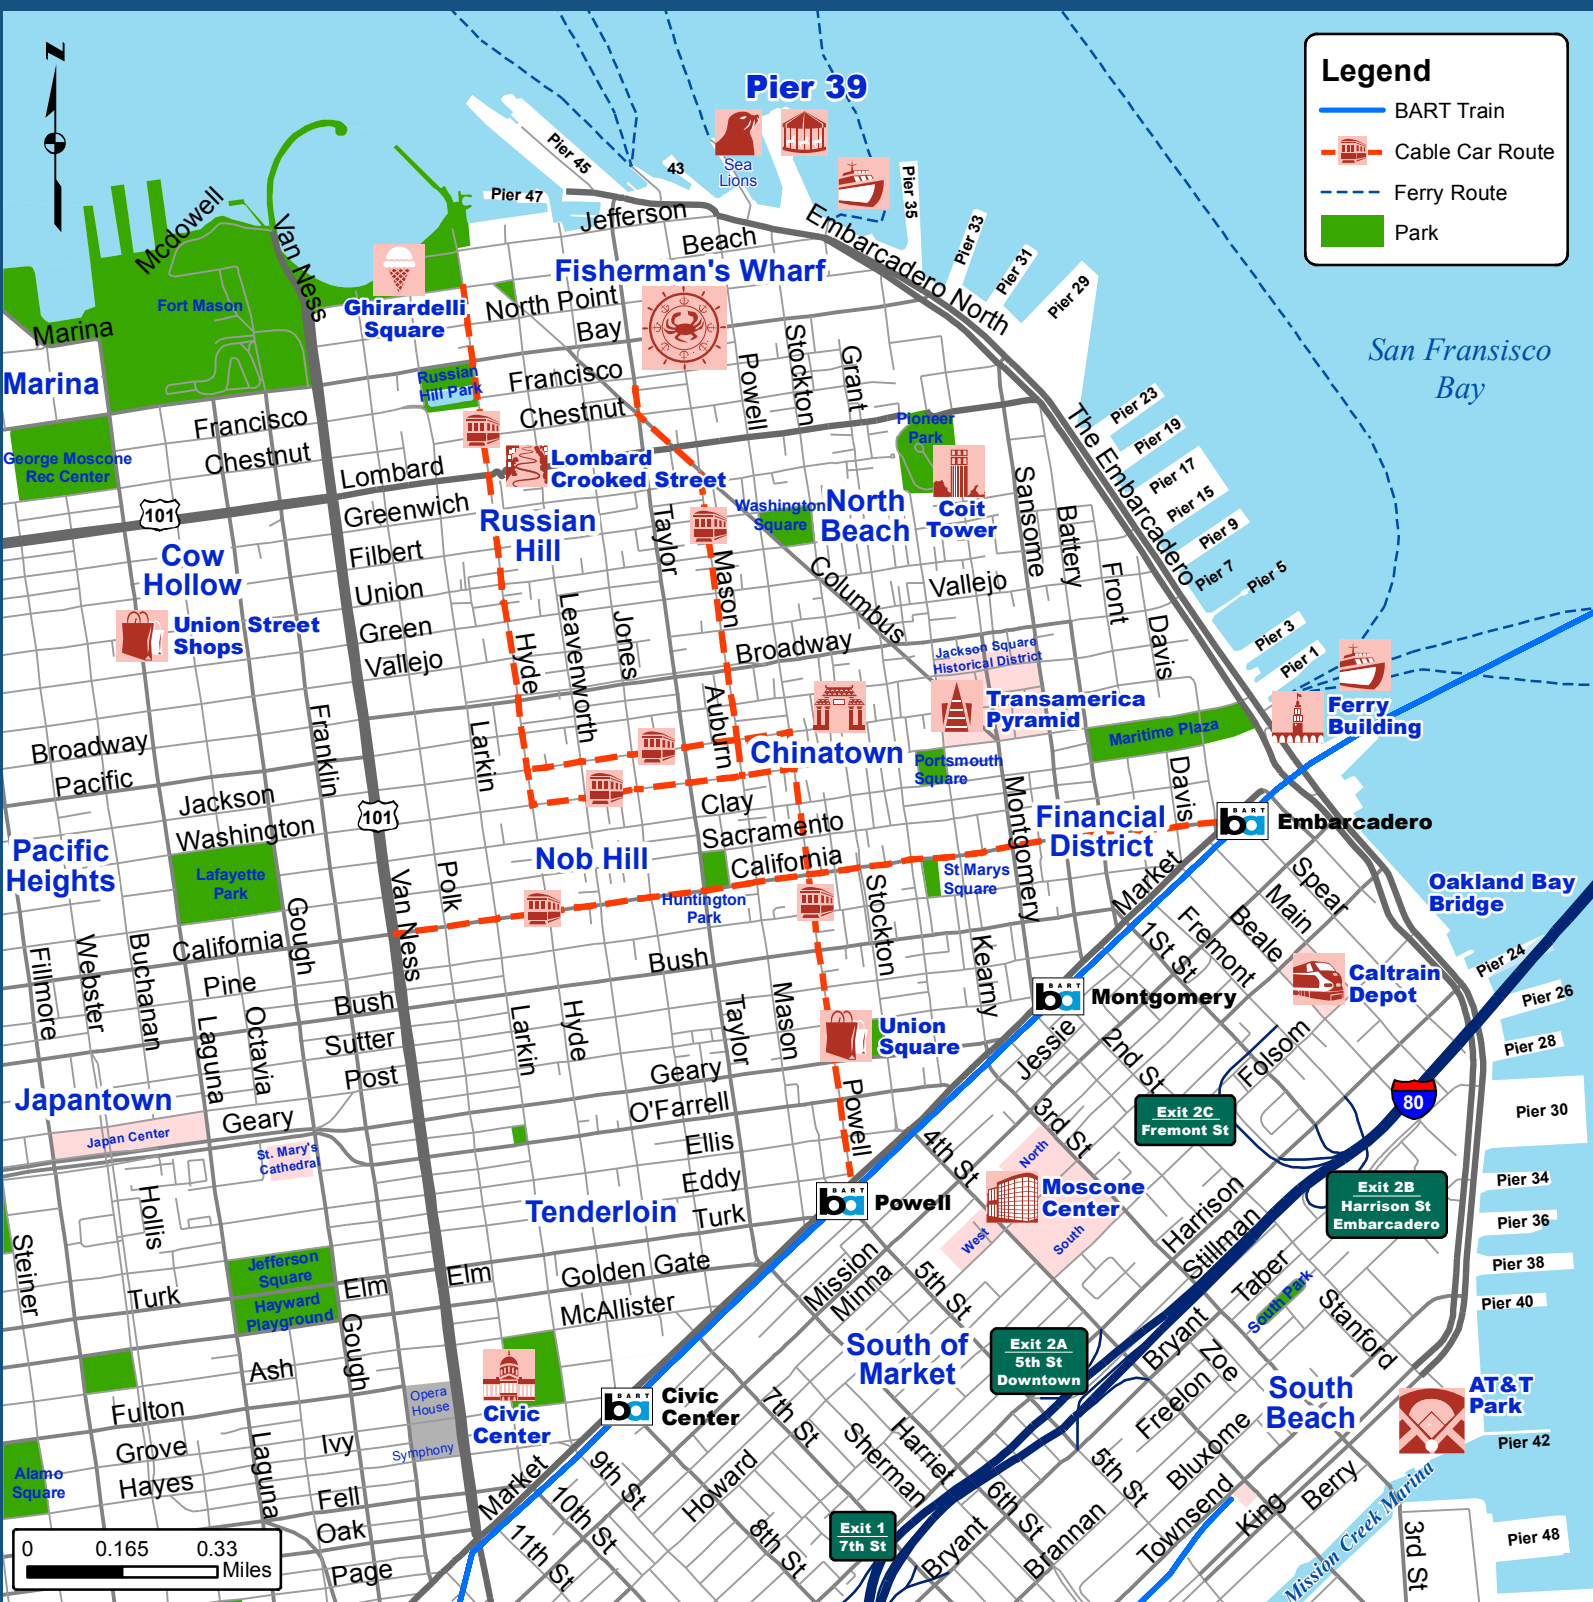 Pier 39
Legend
BART Train
Cable Car Route
Ferry Route
Park
N
Sea
Lions
Pier 45
43
Pier 47
Pier 35
Pier 33
Pier 31
Pier 29
Jefferson
Beach
Embarcadero North
Fisherman's Wharf
Mcdowell
Van Ness
Fort Mason
Marina
Marina
Ghirardelli
Square
North Point
Bay
Francisco
Chestnut
Russian
Hill Park
Powell
Stockton
Grant
San Fransisco
Bay
Pioneer
Park
Francisco
Chestnut
George Moscone
Rec Center
101
Lombard
Greenwich
Filbert
Union
Green
Vallejo
Lombard
Crooked Street
Russian
Hill
Taylor
Mason
Washington
Square
North
Beach
Coit
Tower
Sansome
Battery
Front
Davis
The Embarcadero
Pier 23
Pier 19
Pier 17
Pier 15
Pier 9
Pier 7
Pier 5
Pier 3
Pier 1
Cow
Hollow
Union Street
Shops
Hyde
Leavenworth
Jones
Columbus
Vallejo
Broadway
Jackson Square
Historical District
Transamerica
Pyramid
Ferry
Building
Maritime Plaza
Broadway
Pacific
Jackson
Washington
Franklin
101
Larkin
Auburn
Chinatown
Portsmouth
Square
Clay
Sacramento
California
Montgomery
Financial
District
Davis
BART
ba
Embarcadero
Pacific
Heights
Lafayette
Park
Nob Hill
Polk
Van Ness
Huntington
Park
St Marys
Square
Stockton
Kearny
Market
Spear
Main
Beale
Fremont
1St St
Oakland Bay
Bridge
Pier 24
Pier 26
Pier 28
Pier 30
Pier 34
Pier 36
Pier 38
Pier 40
Caltrain
Depot
Fillmore
Webster
Buchanan
California
Pine
Gough
Laguna
Octavia
Bush
Sutter
Post
Geary
Larkin
Hyde
Bush
Taylor
Mason
Geary
O'Farrell
Ellis
Eddy
Turk
Union
Square
Powell
BART
ba
Montgomery
Jessie
2nd St
3rd St
4th St
Folsom
Exit 2C
Fremont St
80
Exit 2B
Harrison St
Embarcadero
Japantown
Japan Center
St. Mary's
Cathedral
Hollis
Steiner
Turk
Jefferson
Square
Hayward
Playground
Elm
Elm
Gough
Tenderloin
Golden Gate
McAllister
BART
ba
Powell
North
Moscone
Center
West
South
Harrison
Stillman
Taber
South Park
Stanford
Mission
Minna
5th St
South of
Market
Exit 2A
5th St
Downtown
Bryant
Zoe
Freelon
Bluxome
South
Beach
AT&T
Park
Pier 42
Ash
Fulton
Grove
Hayes
Ivy
Fell
Oak
Page
Laguna
Alamo
Square
Opera
House
Symphony
Civic
Center
BART
ba
Civic
Center
Market
9th St
10th St
11th St
Howard
7th St
8th St
Sherman
Harriet
6th St
5th St
Exit 1
7th St
Bryant
Brannan
Townsend
King
Berry
Mission Creek Marina
3rd St
Pier 48
0 0.165 0.33
Miles